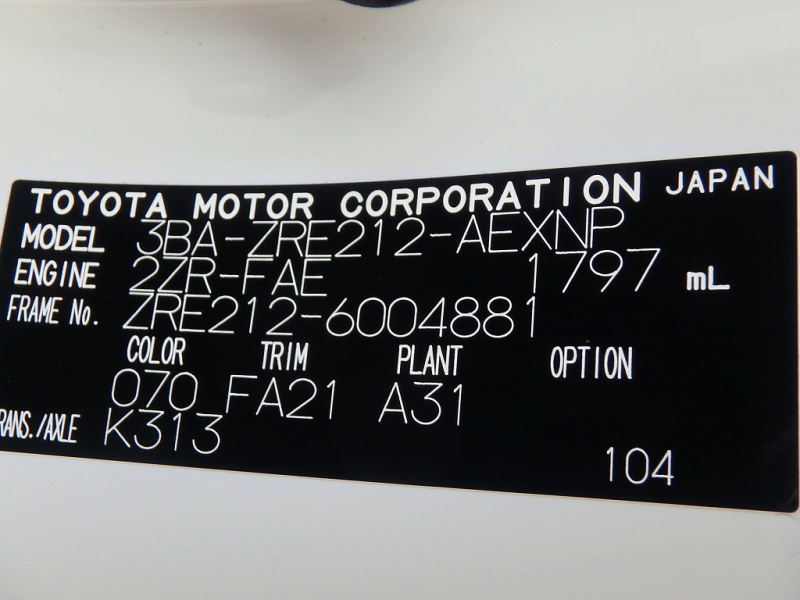 TOYOTA MOTOR CORPORATION JAPAN
MODEL 3BA-ZRE212-AEXNP
ENGINE 2ZR-FAE 1797 mL
FRAME No. ZRE212-6004881
COLOR TRIM PLANT OPTION
070 FA21 A31
RANS./AXLE K313
104